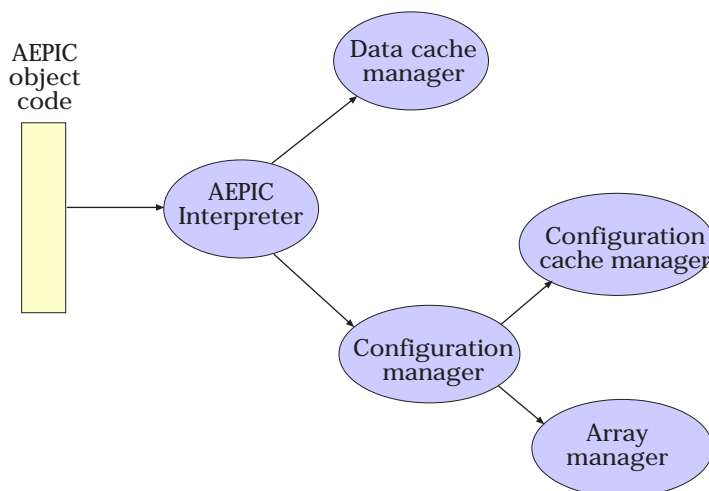 AEPIC
object
code
Data cache
manager
AEPIC
Interpreter
Configuration
cache manager
Configuration
manager
Array
manager